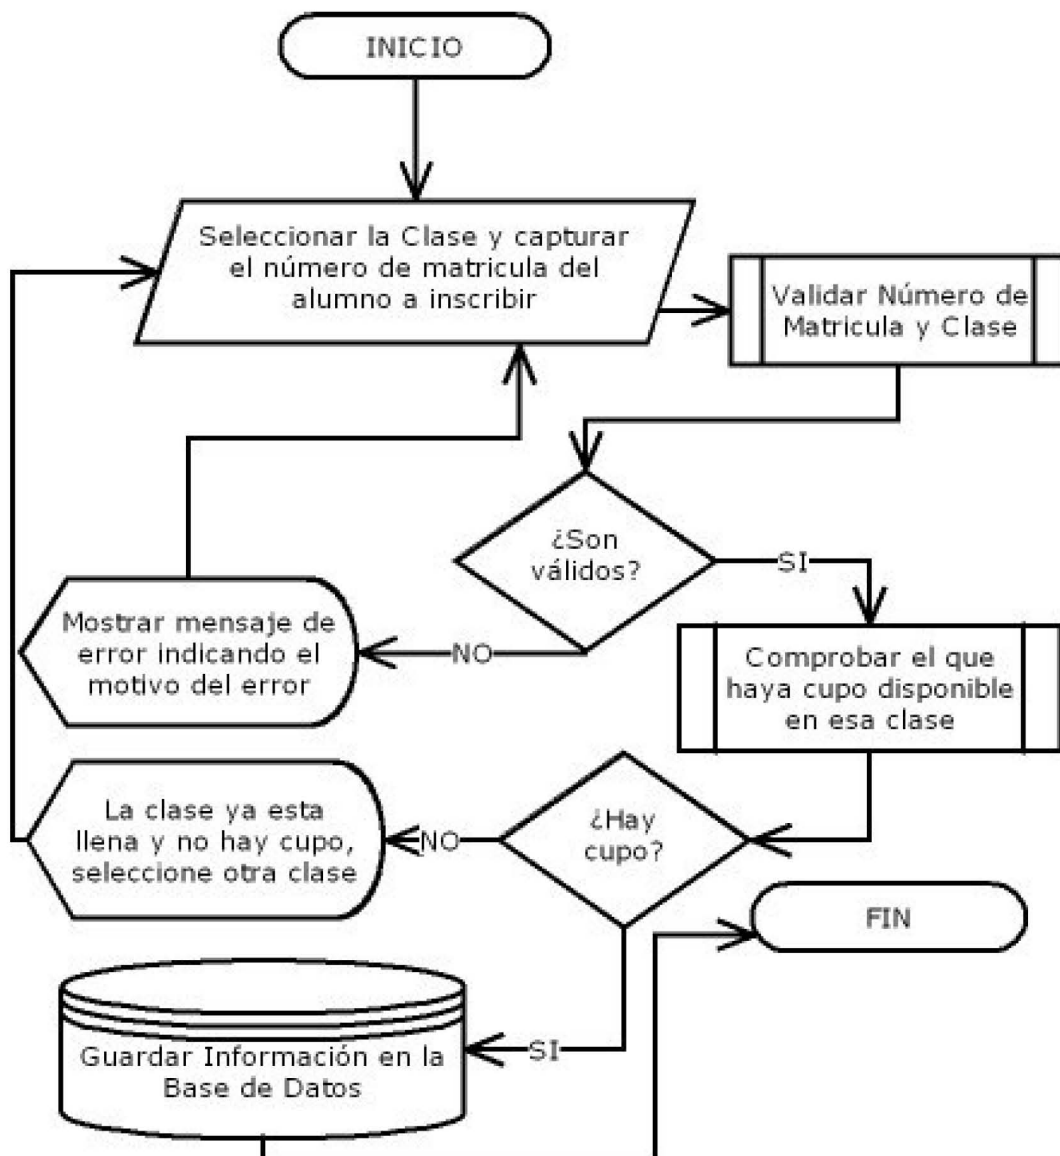 INICIO
Seleccionar la Clase y capturar
el número de matricula del
alumno a inscribir
Validar Número de
Matricula y Clase
¿Son
válidos?
SI
NO
Mostrar mensaje de
error indicando el
motivo del error
Comprobar el que
haya cupo disponible
en esa clase
¿Hay
cupo?
NO
La clase ya esta
llena y no hay cupo,
seleccione otra clase
SI
Guardar Información en la
Base de Datos
FIN